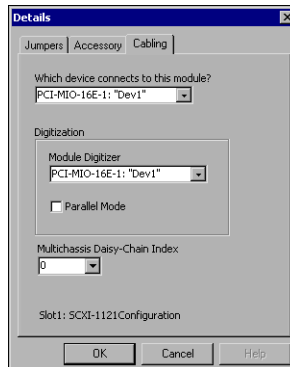 Details
Jumpers Accessory Cabling
Which device connects to this module?
PCI-MIO-16E-1: "Dev1"
Digitization
Module Digitizer
PCI-MIO-16E-1: "Dev1"
Parallel Mode
Multichassis Daisy-Chain Index
0
Slot1: SCXI-1121Configuration
OK Cancel Help